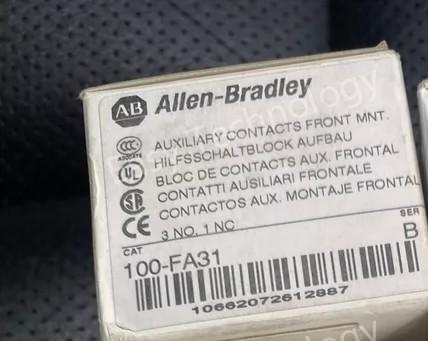 AB Allen-Bradley
AUXILIARY CONTACTS FRONT MNT.
HILFSSCHALTBLOCK AUFBAU
BLOC DE CONTACTS AUX. FRONTAL
CONTATTI AUSILIARI FRONTALE
CONTACTOS AUX. MONTAJE FRONTAL
3 NO. 1 NC
CAT
SER
100-FA31
B
10662072612887